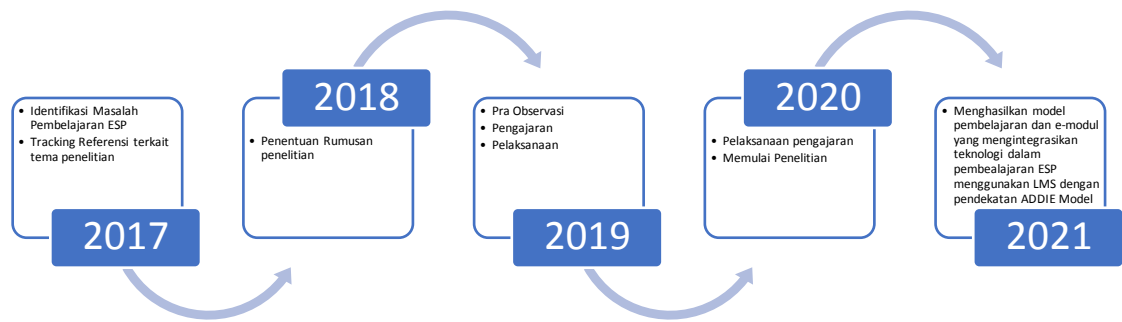 • Identifikasi Masalah
Pembelajaran ESP
• Tracking Referensi terkait
tema penelitian
2017
2018
• Penentuan Rumusan
penelitian
• Pra Observasi
• Pengajaran
• Pelaksanaan
2019
2020
• Pelaksanaan pengajaran
• Memulai Penelitian
• Menghasilkan model
pembelajaran dan e-modul
yang mengintegrasikan
teknologi dalam
pembealajaran ESP
menggunakan LMS dengan
pendekatan ADDIE Model
2021